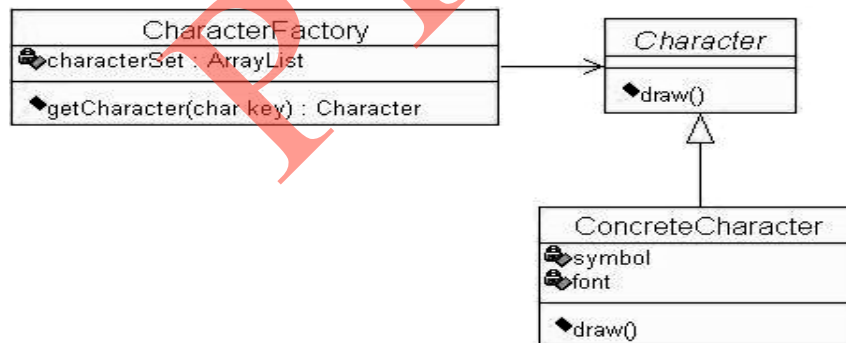 CharacterFactory
characterSet : ArrayList
getCharacter(char key) : Character
Character
draw()
ConcreteCharacter
symbol
font
draw()